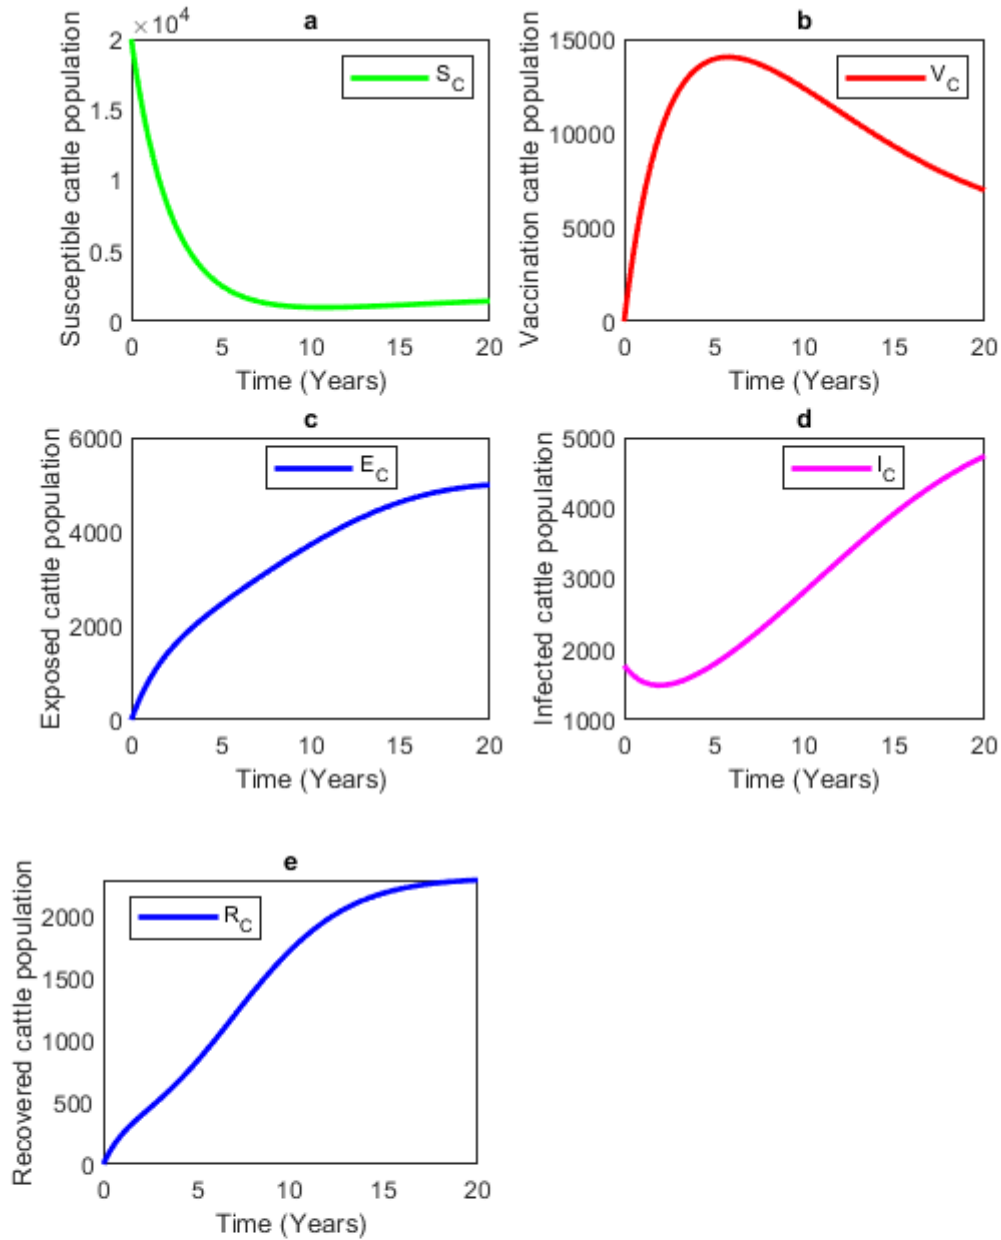 a
×10⁴
Susceptible cattle population
2
1.5
1
0.5
0
S_C
0 5 10 15 20
Time (Years)
b
Vaccination cattle population
15000
10000
5000
0
V_C
0 5 10 15 20
Time (Years)
c
Exposed cattle population
6000
4000
2000
0
E_C
0 5 10 15 20
Time (Years)
d
Infected cattle population
5000
4000
3000
2000
1000
I_C
0 5 10 15 20
Time (Years)
e
Recovered cattle population
2000
1500
1000
500
0
R_C
0 5 10 15 20
Time (Years)